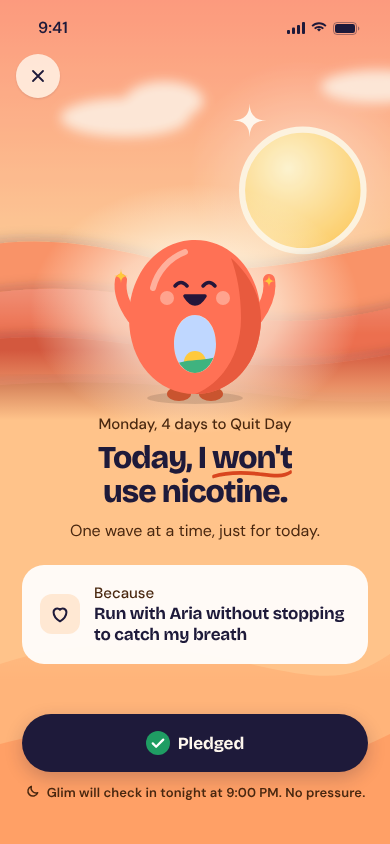 9:41
Monday, 4 days to Quit Day
Today, I won't
use nicotine.
One wave at a time, just for today.
Because
Run with Aria without stopping
to catch my breath
Pledged
Glim will check in tonight at 9:00 PM. No pressure.